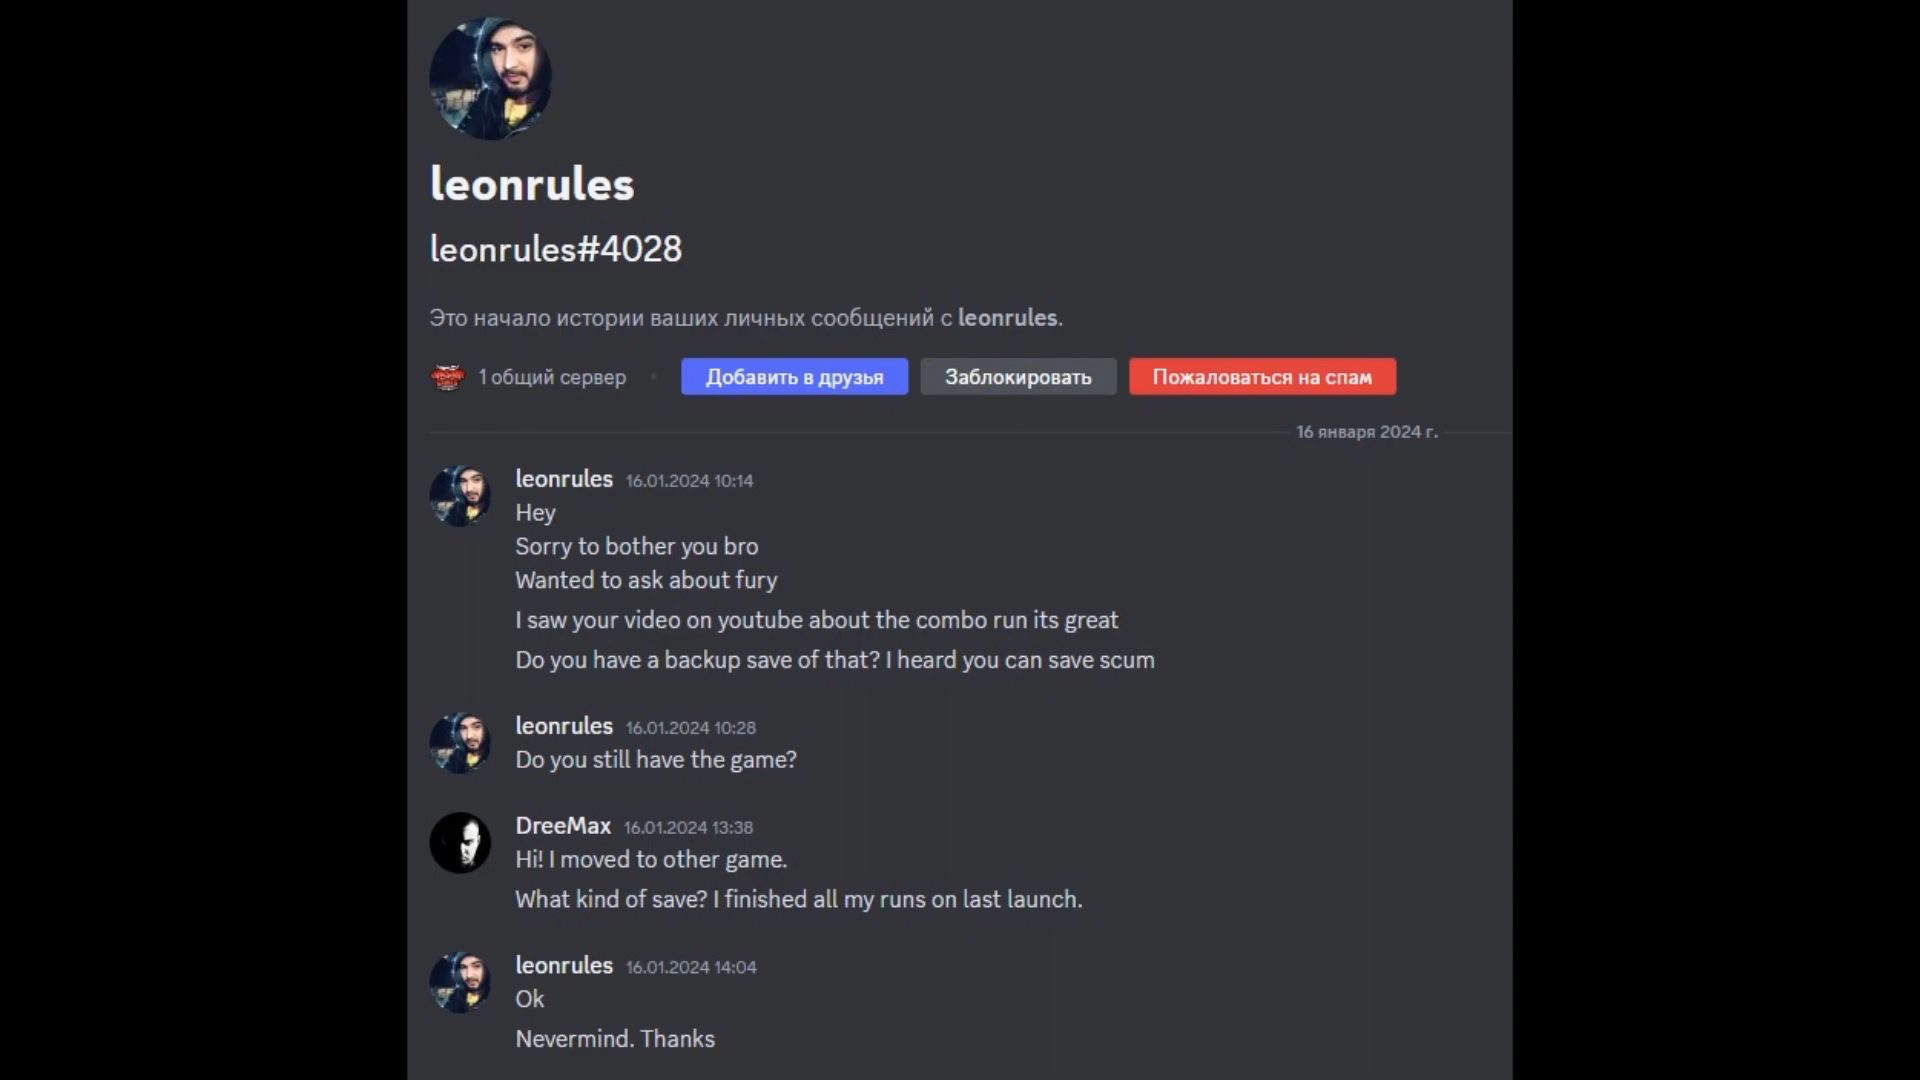 leonrules
leonrules#4028
Это начало истории ваших личных сообщений с leonrules.
1 общий сервер
Добавить в друзья
Заблокировать
Пожаловаться на спам
16 января 2024 г.
leonrules 16.01.2024 10:14
Hey
Sorry to bother you bro
Wanted to ask about fury
I saw your video on youtube about the combo run its great
Do you have a backup save of that? I heard you can save scum
leonrules 16.01.2024 10:28
Do you still have the game?
DreeMax 16.01.2024 13:38
Hi! I moved to other game.
What kind of save? I finished all my runs on last launch.
leonrules 16.01.2024 14:04
Ok
Nevermind. Thanks